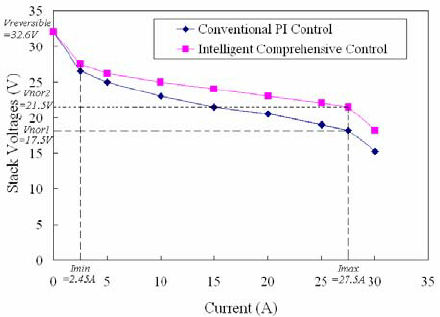 35
Vreversible
=32.6V
30
25
Vnor2
=21.5V
20
Vnor1
=17.5V
15
10
5
0
Stack Voltages (V)
Conventional PI Control
Intelligent Comprehensive Control
Imin
=2.45A
Imax
=27.5A
0 5 10 15 20 25 30 35
Current (A)